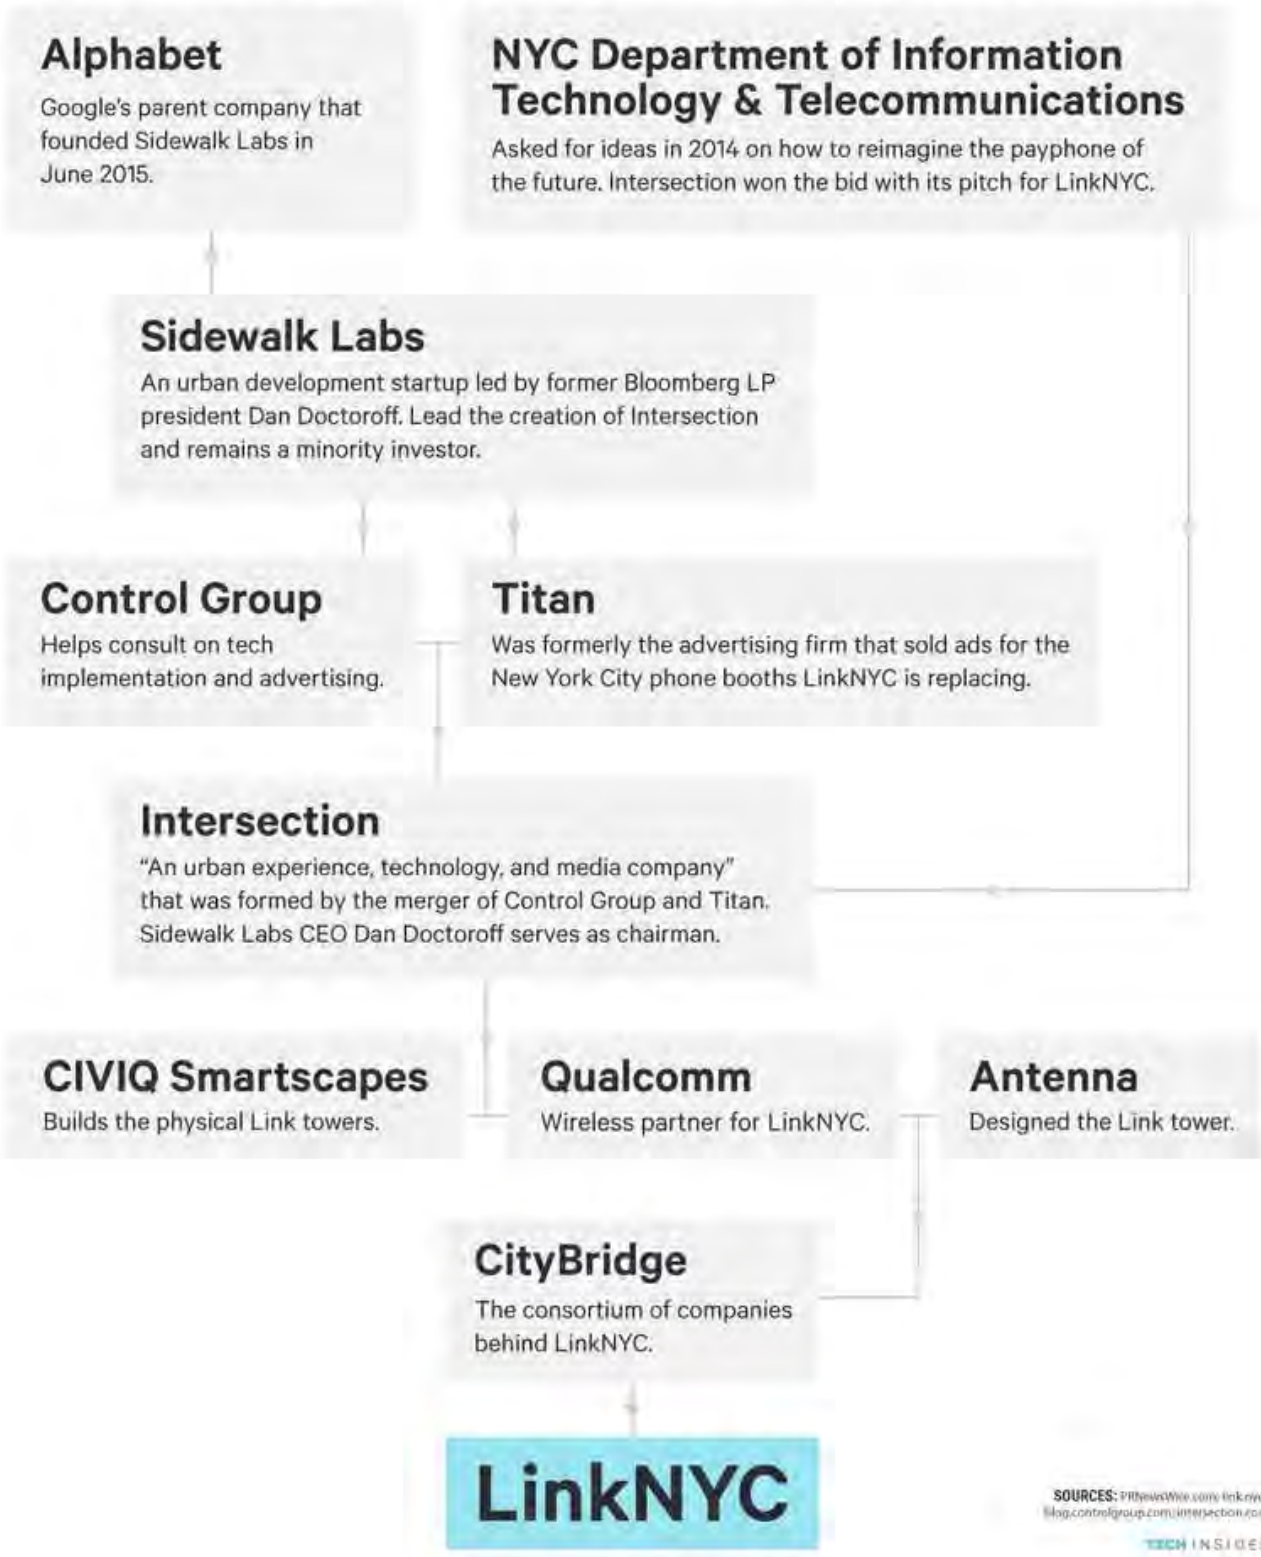 Alphabet
Google's parent company that
founded Sidewalk Labs in
June 2015.
NYC Department of Information
Technology & Telecommunications
Asked for ideas in 2014 on how to reimagine the payphone of
the future. Intersection won the bid with its pitch for LinkNYC.
Sidewalk Labs
An urban development startup led by former Bloomberg LP
president Dan Doctoroff. Lead the creation of Intersection
and remains a minority investor.
Control Group
Helps consult on tech
implementation and advertising.
Titan
Was formerly the advertising firm that sold ads for the
New York City phone booths LinkNYC is replacing.
Intersection
“An urban experience, technology, and media company”
that was formed by the merger of Control Group and Titan.
Sidewalk Labs CEO Dan Doctoroff serves as chairman.
CIVIQ Smartscapes
Builds the physical Link towers.
Qualcomm
Wireless partner for LinkNYC.
Antenna
Designed the Link tower.
CityBridge
The consortium of companies
behind LinkNYC.
LinkNYC
SOURCES:
TECH INSIDE